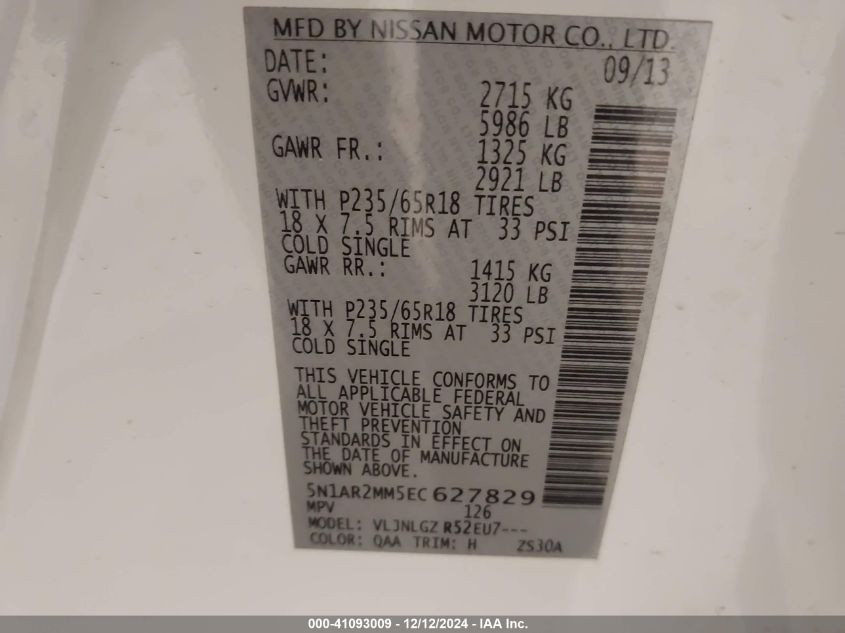 MFD BY NISSAN MOTOR CO., LTD.
DATE: 09/13
GVWR: 2715 KG
5986 LB
GAWR FR.: 1325 KG
2921 LB
WITH P235/65R18 TIRES
18 X 7.5 RIMS AT 33 PSI
COLD SINGLE
GAWR RR.: 1415 KG
3120 LB
WITH P235/65R18 TIRES
18 X 7.5 RIMS AT 33 PSI
COLD SINGLE
THIS VEHICLE CONFORMS TO
ALL APPLICABLE FEDERAL
MOTOR VEHICLE SAFETY AND
THEFT PREVENTION
STANDARDS IN EFFECT ON
THE DATE OF MANUFACTURE
SHOWN ABOVE.
5N1AR2MM5EC627829
MPV 126
MODEL: VLJNLGZ R52EU7---
COLOR: QAA TRIM: H ZS30A
000-41093009 - 12/12/2024 - IAA Inc.